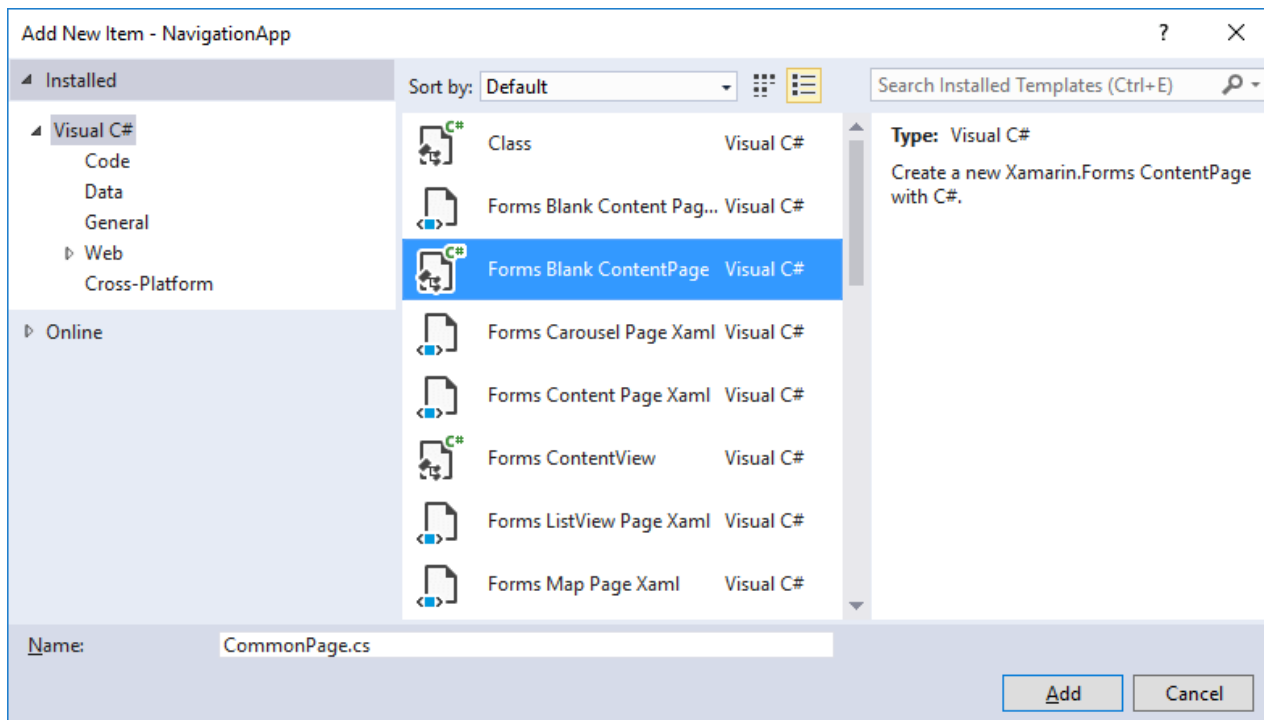 Add New Item - NavigationApp
?
Installed
Visual C#
Code
Data
General
Web
Cross-Platform
Online
Sort by: Default
C# Class Visual C#
Forms Blank Content Pag... Visual C#
C# Forms Blank ContentPage Visual C#
Forms Carousel Page Xaml Visual C#
Forms Content Page Xaml Visual C#
C# Forms ContentView Visual C#
Forms ListView Page Xaml Visual C#
Forms Map Page Xaml Visual C#
Search Installed Templates (Ctrl+E)
Type: Visual C#
Create a new Xamarin.Forms ContentPage
with C#.
Name: CommonPage.cs
Add Cancel